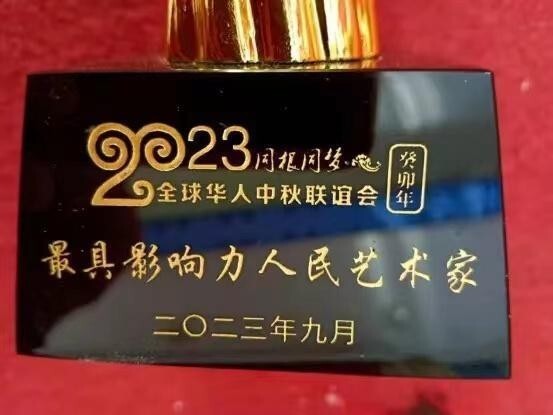 2023同根同梦
全球华人中秋联谊会
癸卯年
最具影响力人民艺术家
二〇二三年九月